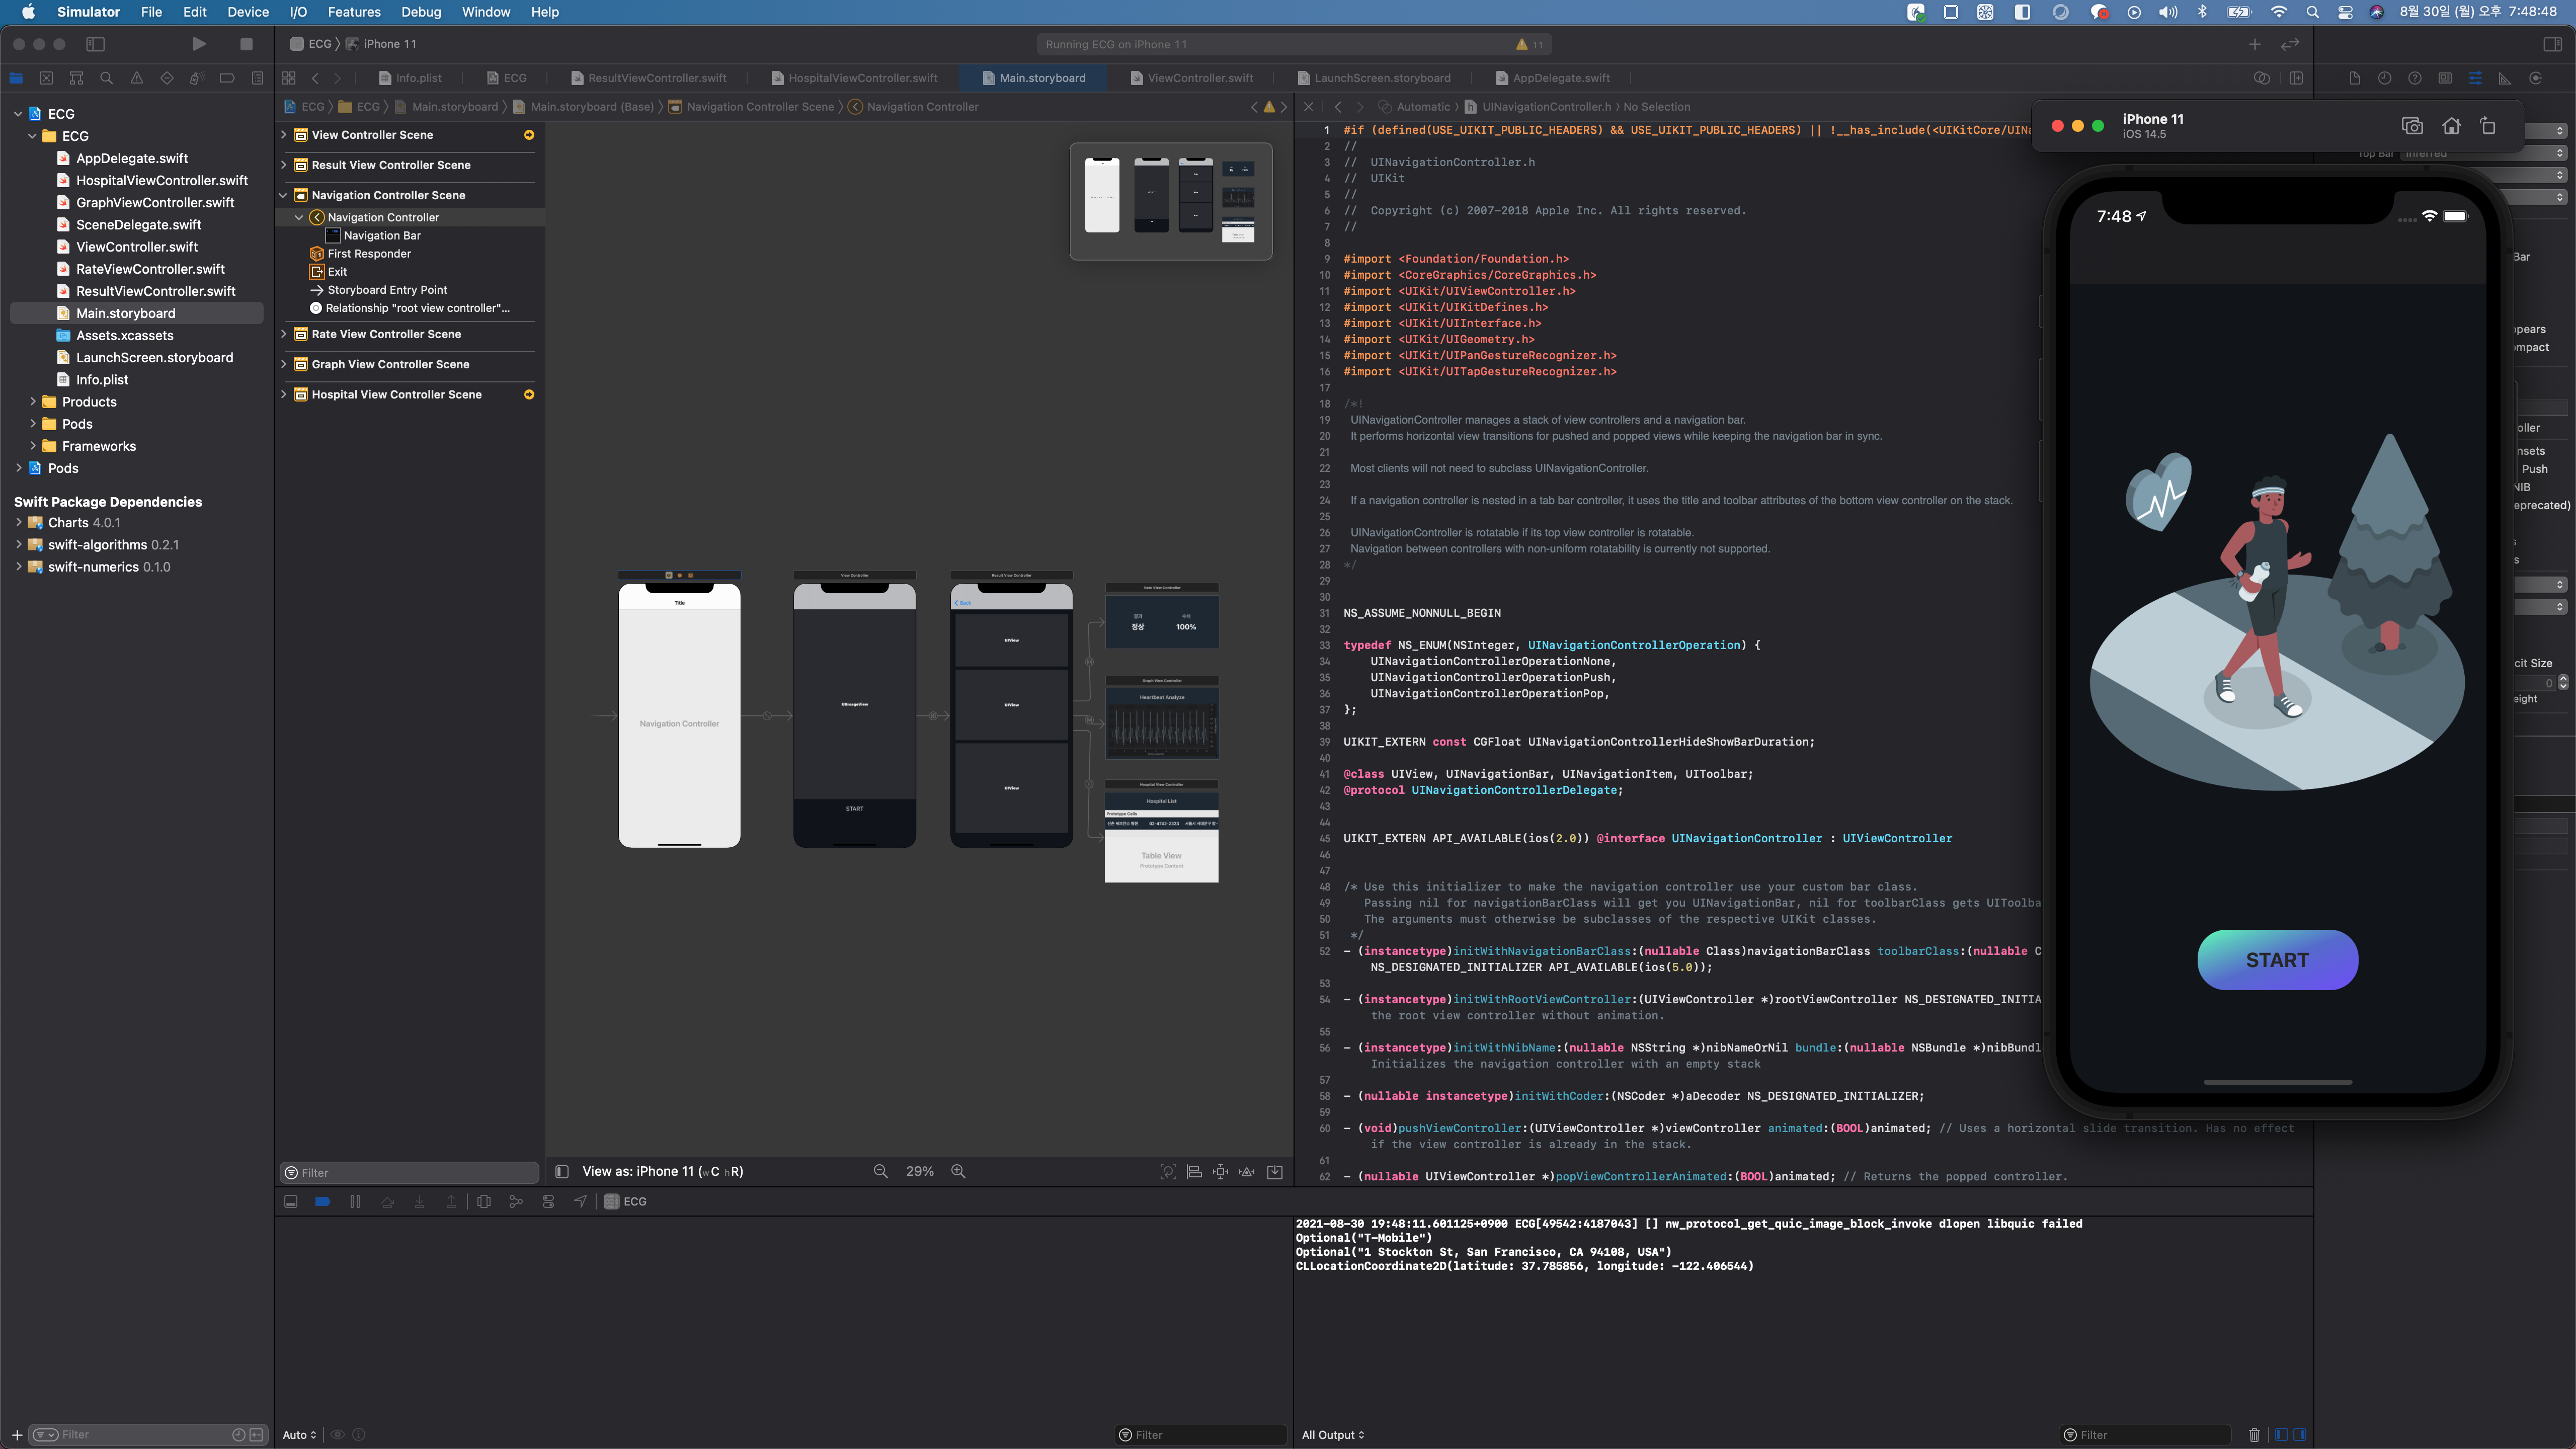 Simulator File Edit Device I/O Features Debug Window Help
8월 30일 (월) 오후 7:48:48
ECG iPhone 11
Running ECG on iPhone 11
11
Info.plist ECG ResultViewController.swift HospitalViewController.swift Main.storyboard ViewController.swift LaunchScreen.storyboard AppDelegate.swift
ECG ECG Main.storyboard Main.storyboard (Base) Navigation Controller Scene Navigation Controller
Automatic UINavigationController.h No Selection
ECG
ECG
AppDelegate.swift
HospitalViewController.swift
GraphViewController.swift
SceneDelegate.swift
ViewController.swift
RateViewController.swift
ResultViewController.swift
Main.storyboard
Assets.xcassets
LaunchScreen.storyboard
Info.plist
Products
Pods
Frameworks
Pods
Swift Package Dependencies
Charts 4.0.1
swift-algorithms 0.2.1
swift-numerics 0.1.0
Filter
View Controller Scene
Result View Controller Scene
Navigation Controller Scene
Navigation Controller
Navigation Bar
First Responder
Exit
Storyboard Entry Point
Relationship "root view controller"...
Rate View Controller Scene
Graph View Controller Scene
Hospital View Controller Scene
Filter
Title
Navigation Controller
View Controller
UIImageView
START
Result View Controller
Back
UIView
UIView
UIView
Rate View Controller
정상 100%
Graph View Controller
Heartbeat Analyze
Hospital View Controller
Hospital List
Prototype Cells
02-4742-2323
Table View
Prototype Content
View as: iPhone 11 (wC hR)
29%
1 #if (defined(USE_UIKIT_PUBLIC_HEADERS) && USE_UIKIT_PUBLIC_HEADERS) || !__has_include(<UIKitCore/UINa
2 //
3 // UINavigationController.h
4 // UIKit
5 //
6 // Copyright (c) 2007-2018 Apple Inc. All rights reserved.
7 //
8
9 #import <Foundation/Foundation.h>
10 #import <CoreGraphics/CoreGraphics.h>
11 #import <UIKit/UIViewController.h>
12 #import <UIKit/UIKitDefines.h>
13 #import <UIKit/UIInterface.h>
14 #import <UIKit/UIGeometry.h>
15 #import <UIKit/UIPanGestureRecognizer.h>
16 #import <UIKit/UITapGestureRecognizer.h>
17
18 /*!
19 UINavigationController manages a stack of view controllers and a navigation bar.
20 It performs horizontal view transitions for pushed and popped views while keeping the navigation bar in sync.
21
22 Most clients will not need to subclass UINavigationController.
23
24 If a navigation controller is nested in a tab bar controller, it uses the title and toolbar attributes of the bottom view controller on the stack.
25
26 UINavigationController is rotatable if its top view controller is rotatable.
27 Navigation between controllers with non-uniform rotatability is currently not supported.
28 */
29
30
31 NS_ASSUME_NONNULL_BEGIN
32
33 typedef NS_ENUM(NSInteger, UINavigationControllerOperation) {
34 UINavigationControllerOperationNone,
35 UINavigationControllerOperationPush,
36 UINavigationControllerOperationPop,
37 };
38
39 UIKIT_EXTERN const CGFloat UINavigationControllerHideShowBarDuration;
40
41 @class UIView, UINavigationBar, UINavigationItem, UIToolbar;
42 @protocol UINavigationControllerDelegate;
43
44
45 UIKIT_EXTERN API_AVAILABLE(ios(2.0)) @interface UINavigationController : UIViewController
46
47
48 /* Use this initializer to make the navigation controller use your custom bar class.
49 Passing nil for navigationBarClass will get you UINavigationBar, nil for toolbarClass gets UIToolba
50 The arguments must otherwise be subclasses of the respective UIKit classes.
51 */
52 - (instancetype)initWithNavigationBarClass:(nullable Class)navigationBarClass toolbarClass:(nullable C
NS_DESIGNATED_INITIALIZER API_AVAILABLE(ios(5.0));
53
54 - (instancetype)initWithRootViewController:(UIViewController *)rootViewController NS_DESIGNATED_INITIA
the root view controller without animation.
55
56 - (instancetype)initWithNibName:(nullable NSString *)nibNameOrNil bundle:(nullable NSBundle *)nibBundl
Initializes the navigation controller with an empty stack
57
58 - (nullable instancetype)initWithCoder:(NSCoder *)aDecoder NS_DESIGNATED_INITIALIZER;
59
60 - (void)pushViewController:(UIViewController *)viewController animated:(BOOL)animated; // Uses a horizontal slide transition. Has no effect
if the view controller is already in the stack.
61
62 - (nullable UIViewController *)popViewControllerAnimated:(BOOL)animated; // Returns the popped controller.
iPhone 11
iOS 14.5
7:48
START
Top Bar Inferred
Bar
pears
mpact
oller
nsets
Push
NIB
eprecated)
s
cit Size
0
eight
ECG
2021-08-30 19:48:11.601125+0900 ECG[49542:4187043] [] nw_protocol_get_quic_image_block_invoke dlopen libquic failed
Optional("T-Mobile")
Optional("1 Stockton St, San Francisco, CA 94108, USA")
CLLocationCoordinate2D(latitude: 37.785856, longitude: -122.406544)
Auto
Filter
All Output
Filter